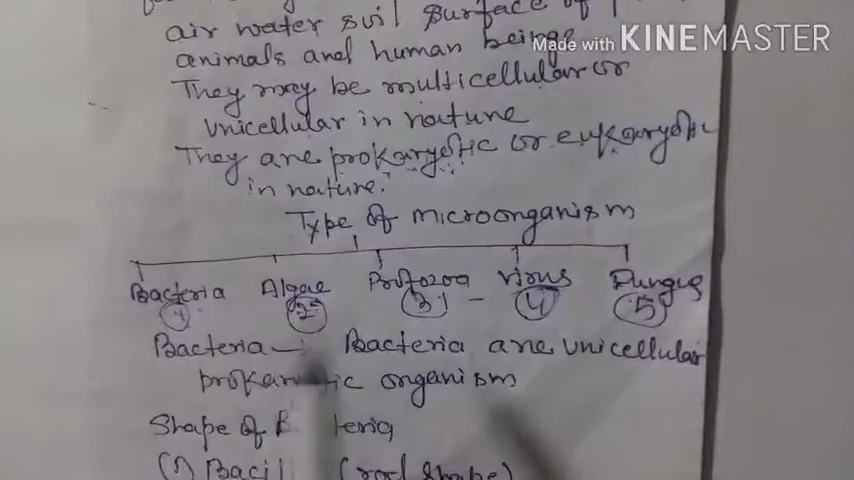 surface of
air water soil
animals and human beings
Made with KINEMASTER
They may be multicellular or
unicellular in nature
They are prokaryotic or eukaryotic
in nature.
Type of microorganism
Bacteria Algae Protozoa virus Fungus
1 2 3 4 5
Bacteria - Bacteria are unicellular
organism
Shape of
(1) (rod shape)